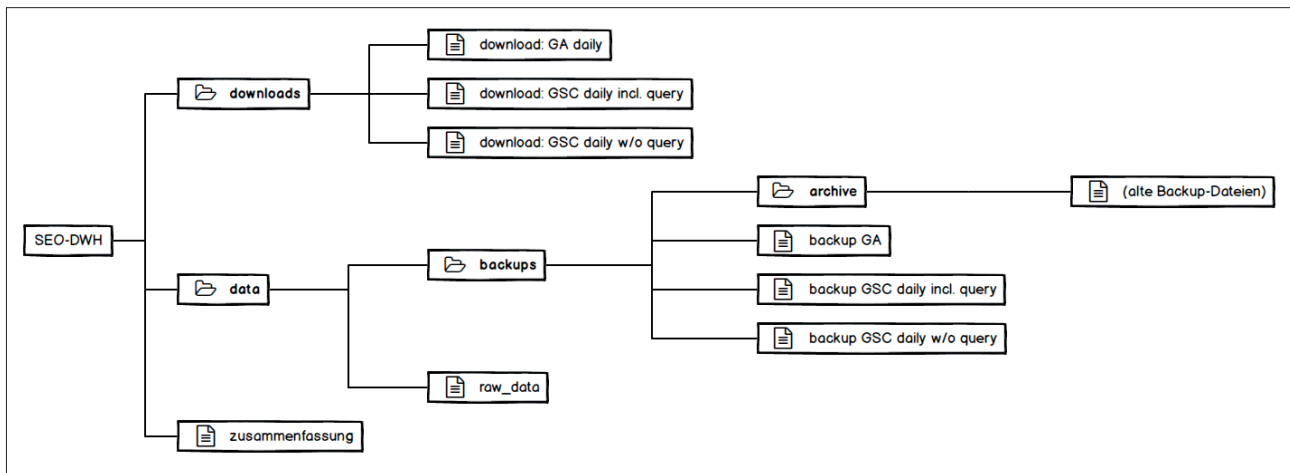 download: GA daily
downloads
download: GSC daily incl. query
download: GSC daily w/o query
archive
(alte Backup-Dateien)
SEO-DWH
backup GA
backups
data
backup GSC daily incl. query
backup GSC daily w/o query
raw_data
zusammenfassung